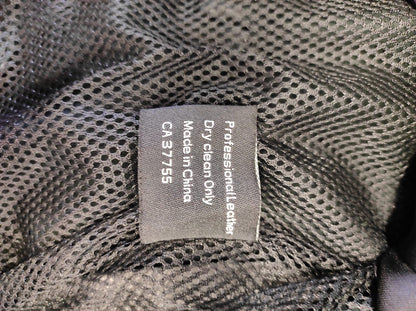 Professional Leather
Dry clean Only
Made in China
CA 37755